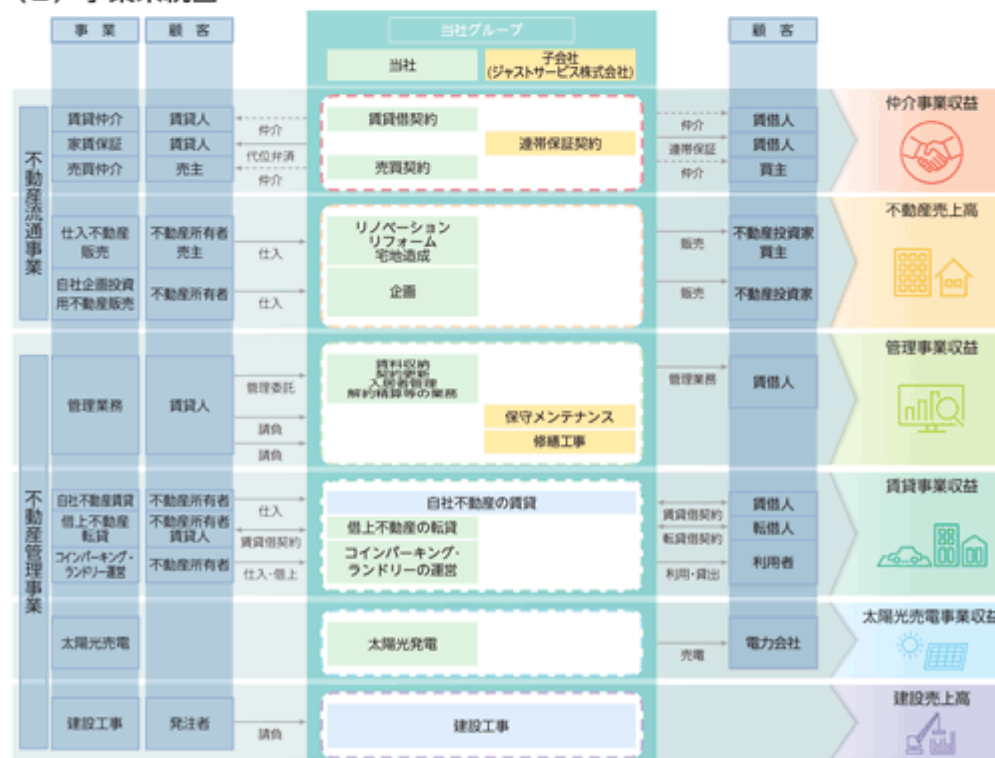 事 業
顧 客
当社グループ
顧 客
当社
子会社
(ジャストサービス株式会社)
不動産流通事業
賃貸仲介
賃貸人
仲介
賃貸借契約
仲介
賃借人
仲介事業収益
家賃保証
賃貸人
代位弁済
連帯保証契約
連帯保証
賃借人
売買仲介
売主
仲介
売買契約
仲介
買主
仕入不動産
販売
不動産所有者
売主
仕入
リノベーション
リフォーム
宅地造成
販売
不動産投資家
買主
不動産売上高
自社企画投資
用不動産販売
不動産所有者
仕入
企画
販売
不動産投資家
不動産管理事業
管理業務
賃貸人
管理委託
請負
請負
賃料収納
契約更新
入居者管理
解約精算等の業務
保守メンテナンス
修繕工事
管理業務
賃借人
管理事業収益
自社不動産賃貸
不動産所有者
仕入
自社不動産の賃貸
賃貸借契約
賃借人
賃貸事業収益
借上不動産
転貸
不動産所有者
賃貸人
賃貸借契約
借上不動産の転貸
転貸借契約
転借人
コインパーキング・
ランドリー運営
不動産所有者
仕入・借上
コインパーキング・
ランドリーの運営
利用・貸出
利用者
太陽光売電
太陽光発電
売電
電力会社
太陽光売電事業収益
建設工事
発注者
請負
建設工事
建設売上高